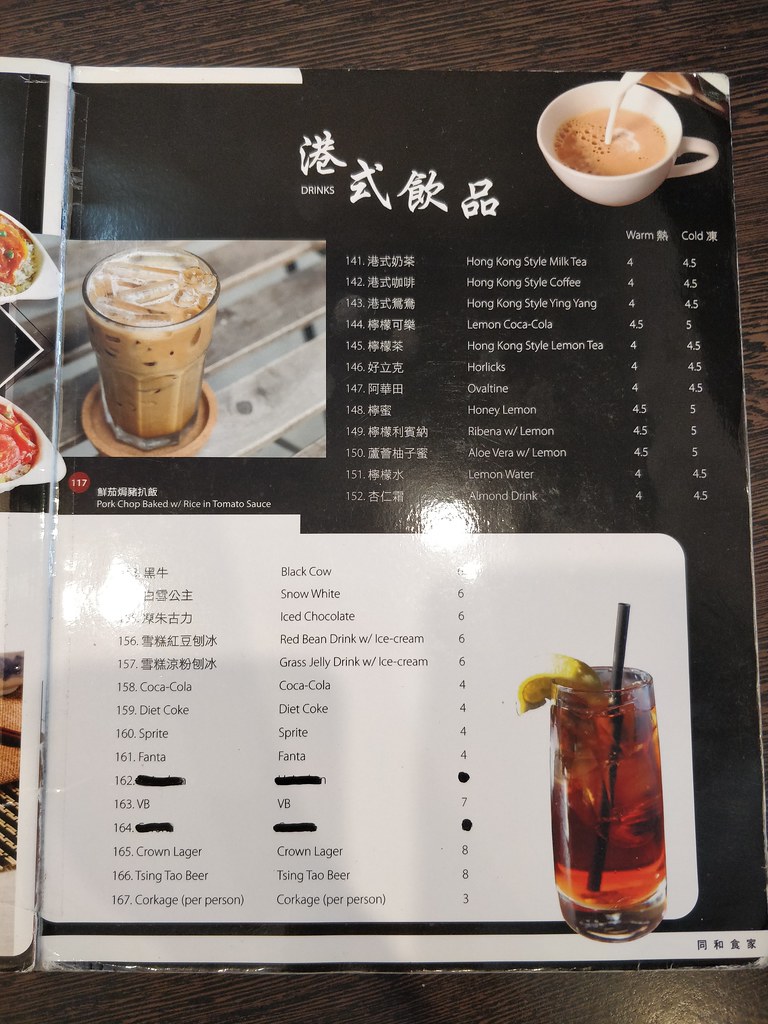 港式飲品
DRINKS
Warm 熱 Cold 凍
141. 港式奶茶 Hong Kong Style Milk Tea 4 4.5
142. 港式咖啡 Hong Kong Style Coffee 4 4.5
143. 港式鴛鴦 Hong Kong Style Ying Yang 4 4.5
144. 檸檬可樂 Lemon Coca-Cola 4.5 5
145. 檸檬茶 Hong Kong Style Lemon Tea 4 4.5
146. 好立克 Horlicks 4 4.5
147. 阿華田 Ovaltine 4 4.5
148. 檸蜜 Honey Lemon 4.5 5
149. 檸檬利賓納 Ribena w/ Lemon 4.5 5
150. 蘆薈柚子蜜 Aloe Vera w/ Lemon 4.5 5
151. 檸檬水 Lemon Water 4 4.5
152. 杏仁霜 Almond Drink 4 4.5
117 鮮茄焗豬扒飯
Pork Chop Baked w/ Rice in Tomato Sauce
黑牛 Black Cow 6
白雪公主 Snow White 6
凍朱古力 Iced Chocolate 6
156. 雪糕紅豆刨冰 Red Bean Drink w/ Ice-cream 6
157. 雪糕涼粉刨冰 Grass Jelly Drink w/ Ice-cream 6
158. Coca-Cola Coca-Cola 4
159. Diet Coke Diet Coke 4
160. Sprite Sprite 4
161. Fanta Fanta 4
162.
163. VB VB 7
164.
165. Crown Lager Crown Lager 8
166. Tsing Tao Beer Tsing Tao Beer 8
167. Corkage (per person) Corkage (per person) 3
同和食家